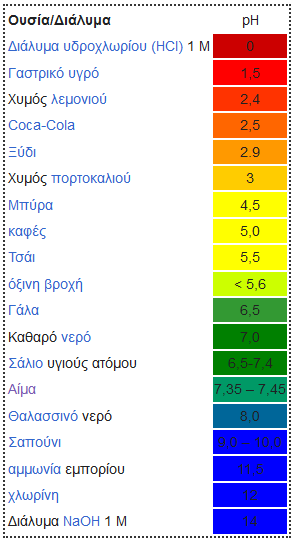 Ουσία/Διάλυμα pH
Διάλυμα υδροχλωρίου (HCl) 1 M 0
Γαστρικό υγρό 1,5
Χυμός λεμονιού 2,4
Coca-Cola 2,5
Ξύδι 2.9
Χυμός πορτοκαλιού 3
Μπύρα 4,5
καφές 5,0
Τσάι 5,5
όξινη βροχή < 5,6
Γάλα 6,5
Καθαρό νερό 7,0
Σάλιο υγιούς ατόμου 6,5-7,4
Αίμα 7,35 – 7,45
Θαλασσινό νερό 8,0
Σαπούνι 9,0 – 10,0
αμμωνία εμπορίου 11,5
χλωρίνη 12
Διάλυμα NaOH 1 M 14